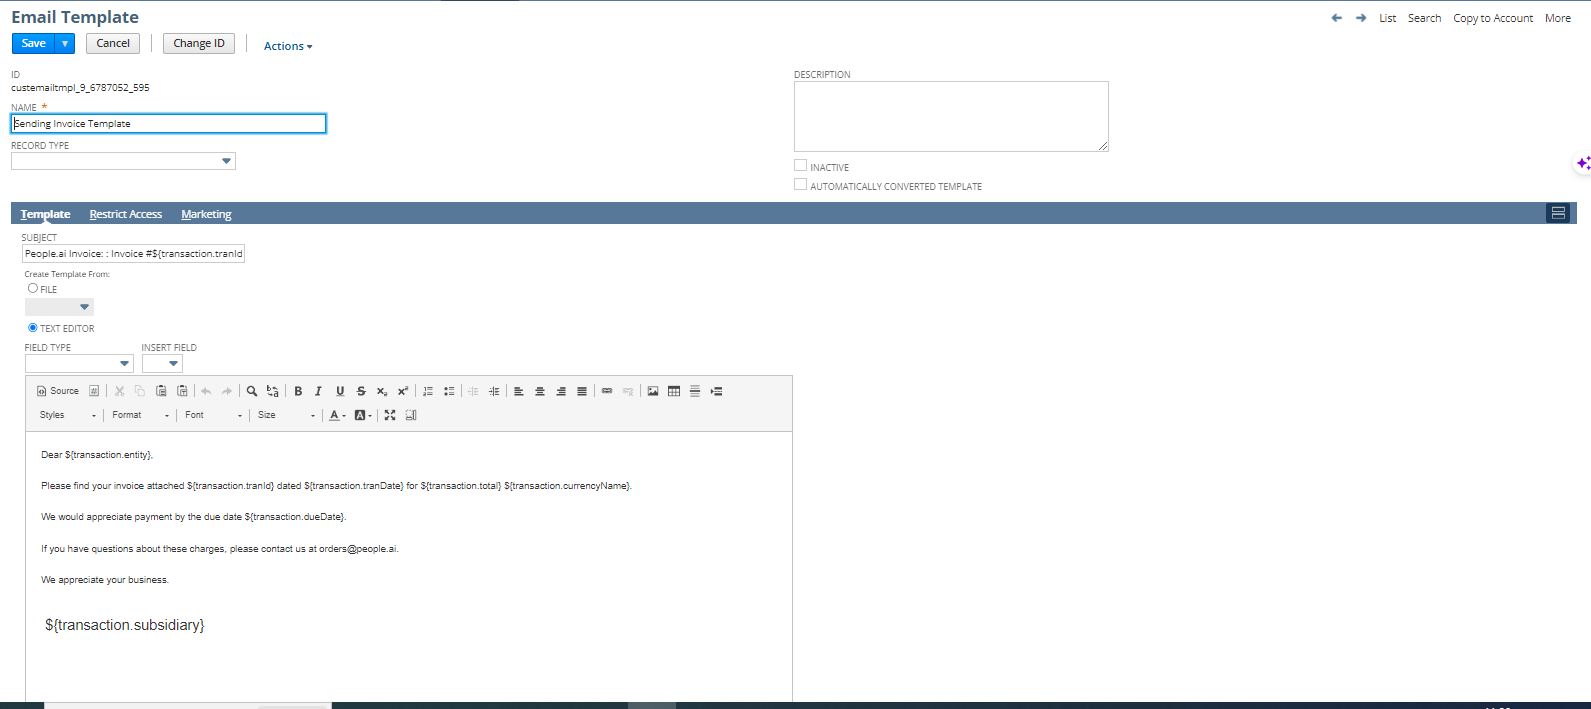 Email Template
List Search Copy to Account More
Save Cancel Change ID Actions
ID
custemailtmpl_9_6787052_595
NAME *
Sending Invoice Template
RECORD TYPE
DESCRIPTION
INACTIVE
AUTOMATICALLY CONVERTED TEMPLATE
Template Restrict Access Marketing
SUBJECT
People.ai Invoice: : Invoice #${transaction.tranId
Create Template From:
FILE
TEXT EDITOR
FIELD TYPE INSERT FIELD
Source
Styles Format Font Size
Dear ${transaction.entity},
Please find your invoice attached ${transaction.tranId} dated ${transaction.tranDate} for ${transaction.total} ${transaction.currencyName}.
We would appreciate payment by the due date ${transaction.dueDate}.
If you have questions about these charges, please contact us at orders@people.ai.
We appreciate your business.
${transaction.subsidiary}